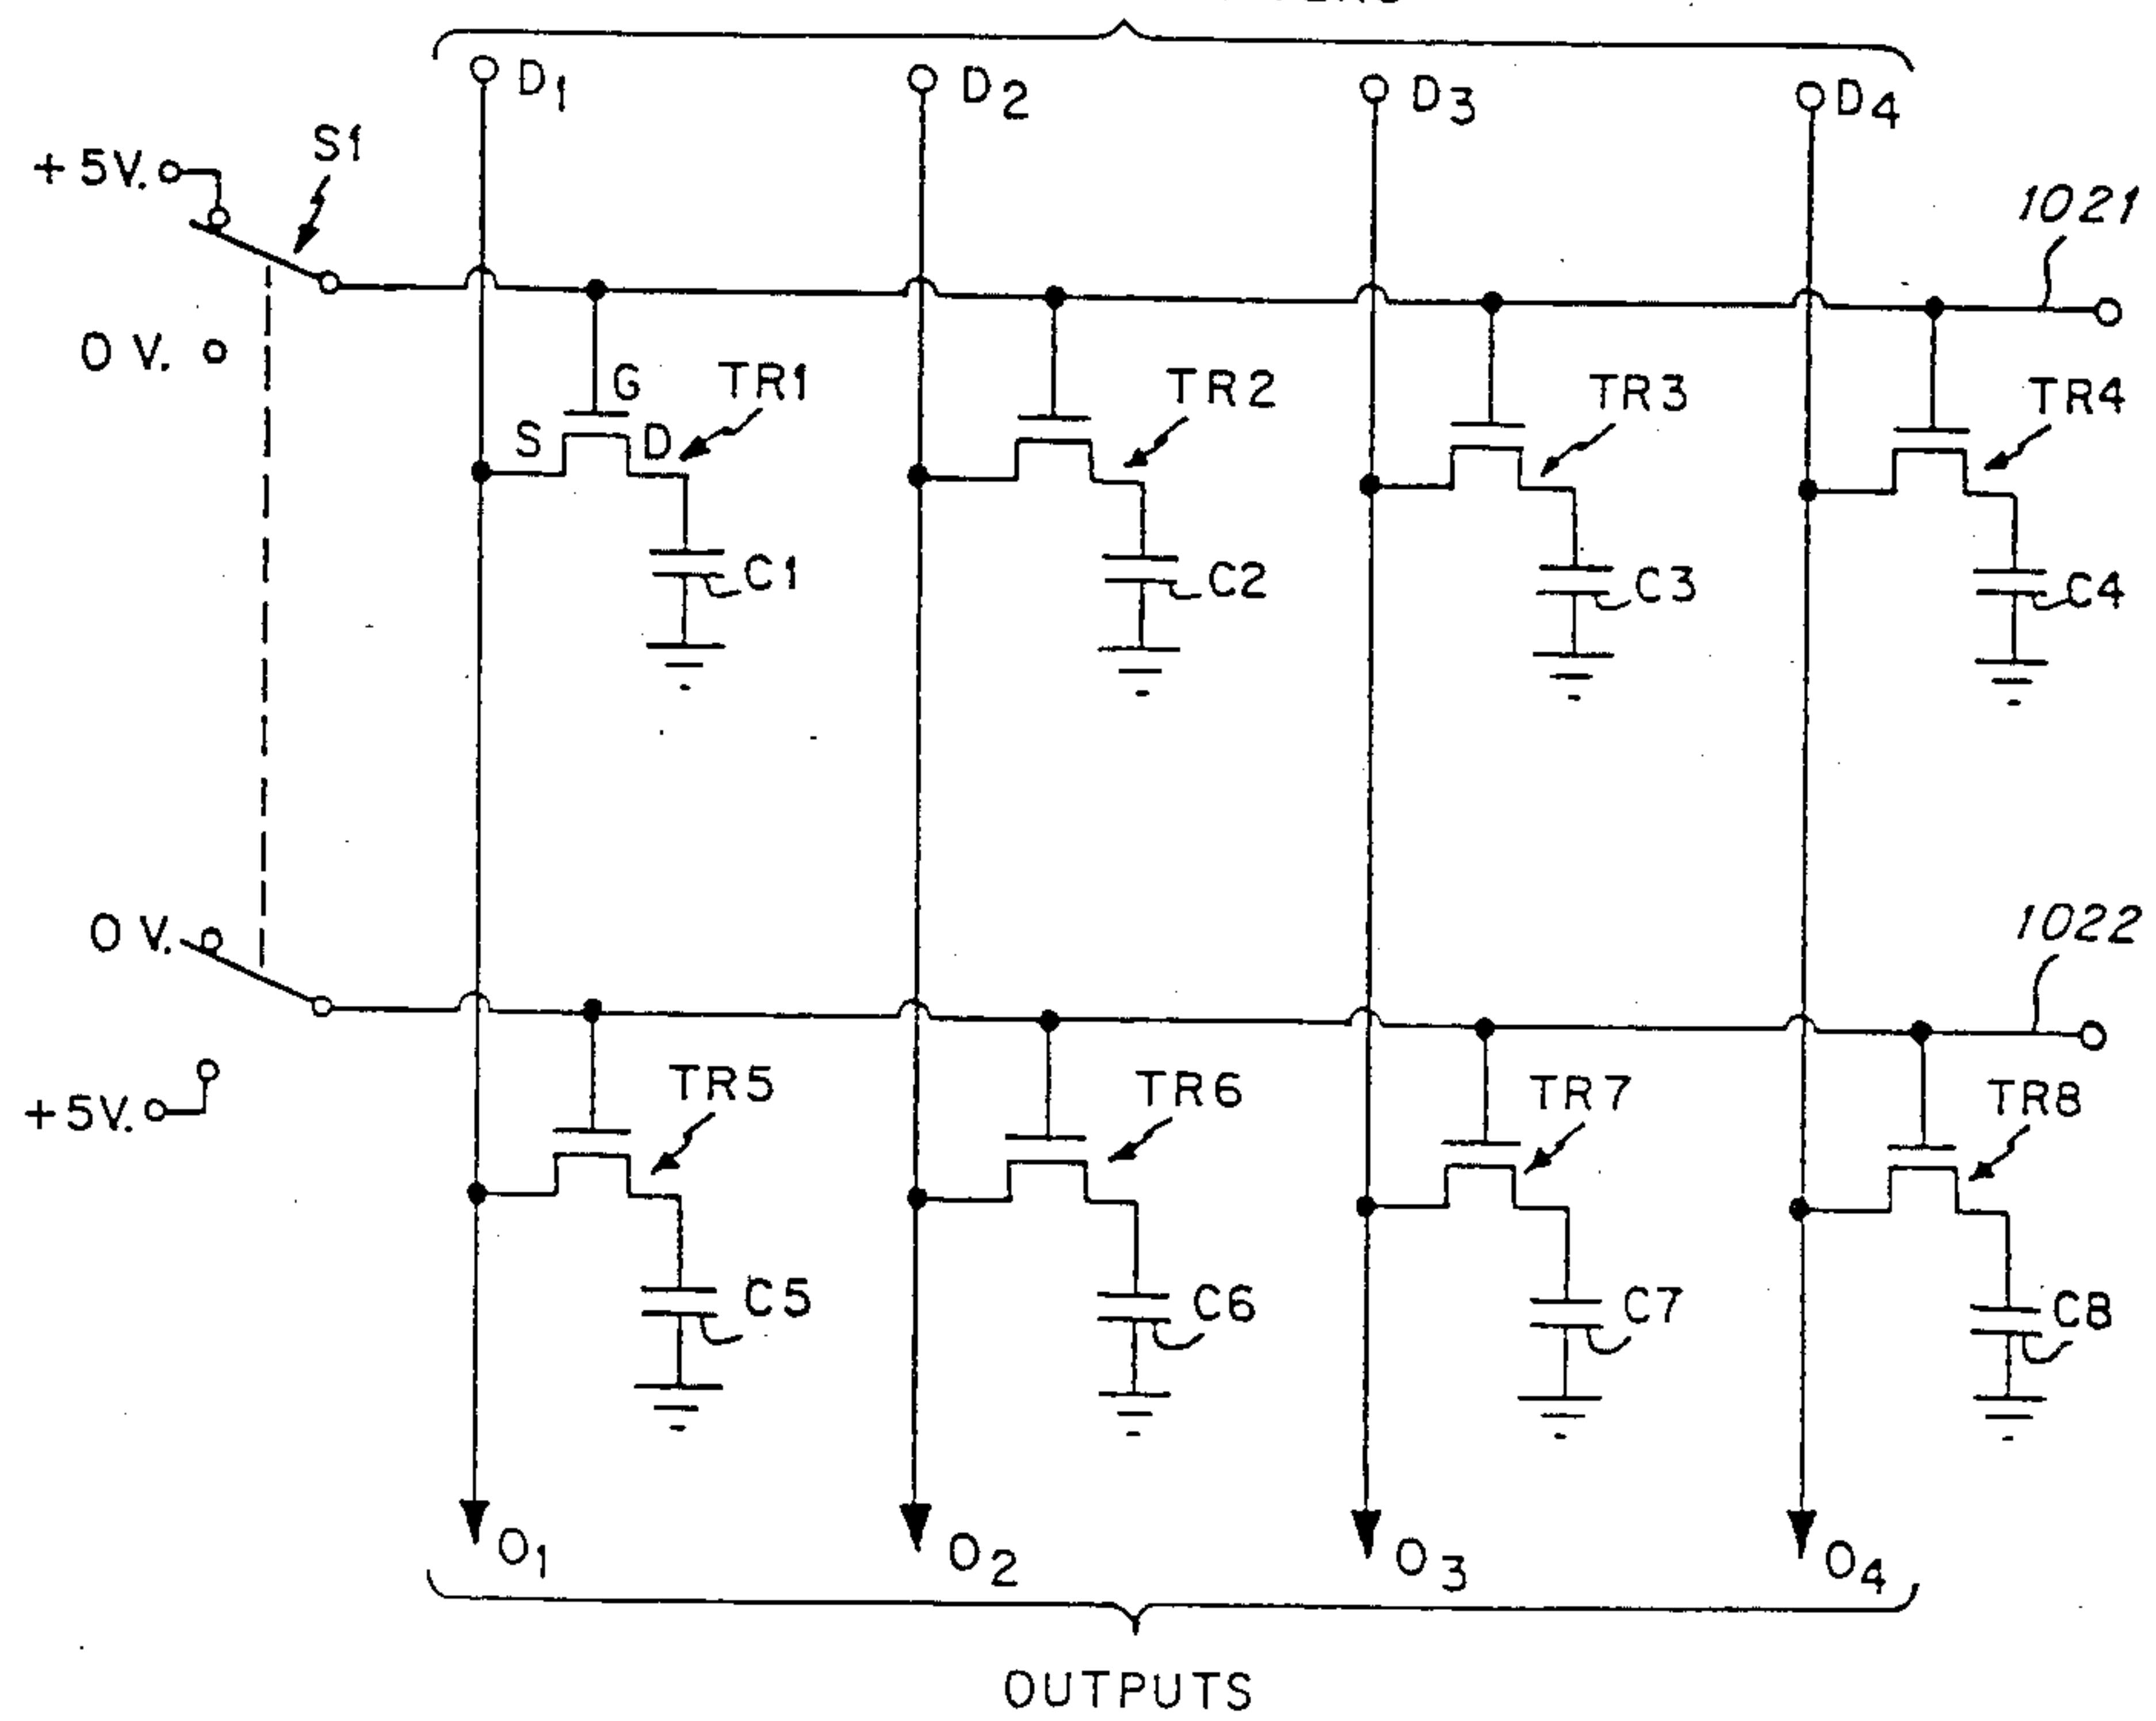 D1 D2 D3 D4
S1
+5V.
1021
0 V.
G
TR1 TR2 TR3 TR4
S D
C1 C2 C3 C4
0 V.
1022
+5V.
TR5 TR6 TR7 TR8
C5 C6 C7 C8
O1 O2 O3 O4
OUTPUTS